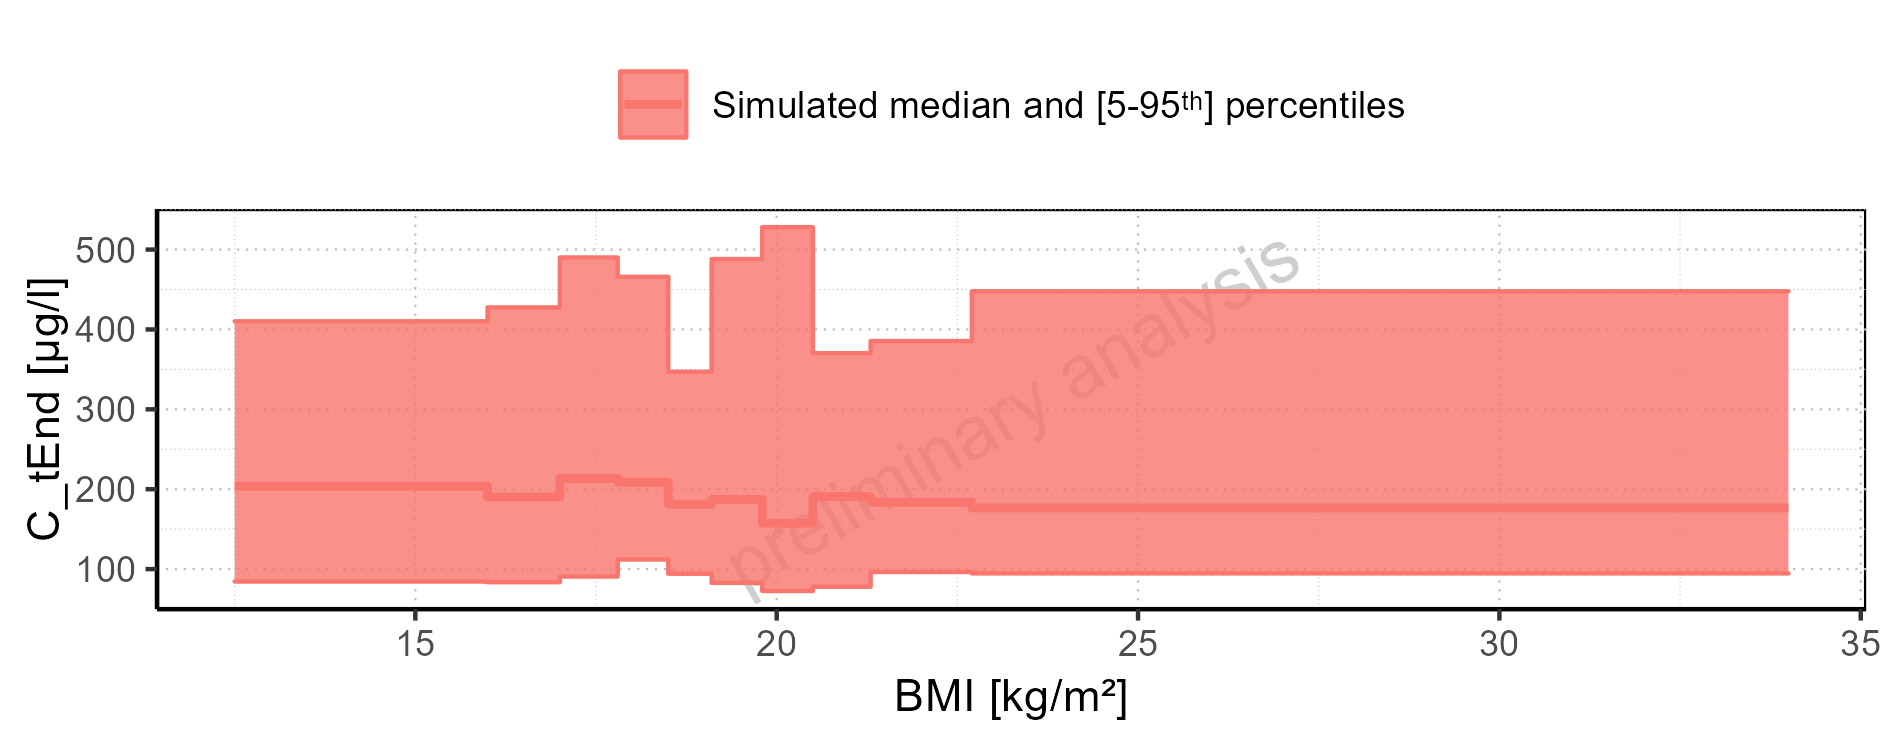 Simulated median and [5-95ᵗʰ] percentiles
C_tEnd [µg/l]
500
400
300
200
100
preliminary analysis
15 20 25 30 35
BMI [kg/m²]